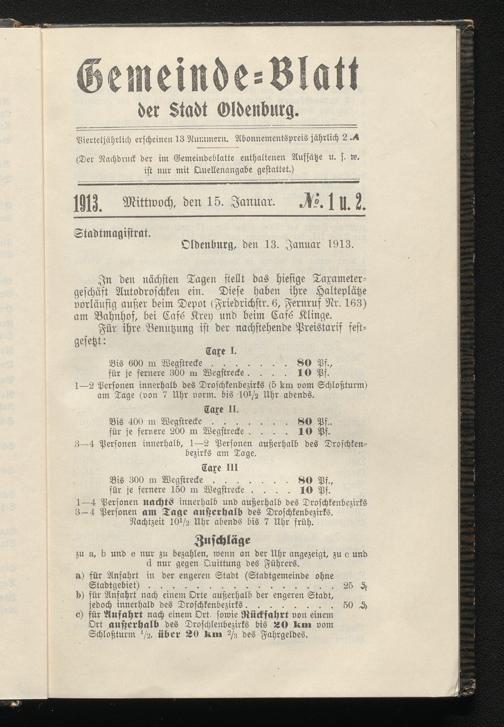 Gemeinde=Blatt
der Stadt Oldenburg.
Vierteljährlich erscheinen 13 Nummern. Abonnementspreis jährlich 2 ℳ
(Der Nachdruck der im Gemeindeblatte enthaltenen Aufsätze u. s. w.
ist nur mit Quellenangabe gestattet.)
1913. Mittwoch, den 15. Januar. №. 1 u. 2.
Stadtmagistrat.
Oldenburg, den 13. Januar 1913.
In den nächsten Tagen stellt das hiesige Taxameter=
geschäft Autodroschken ein. Diese haben ihre Halteplätze
vorläufig außer beim Depot (Friedrichstr. 6, Fernruf Nr. 163)
am Bahnhof, bei Café Krey und beim Café Klinge.
Für ihre Benutzung ist der nachstehende Preistarif fest=
gesetzt:
Taxe I.
Bis 600 m Wegstrecke . . . . . . . 80 Pf.,
für je fernere 300 m Wegstrecke . . . . 10 Pf.
1—2 Personen innerhalb des Droschkenbezirks (5 km vom Schloßturm)
am Tage (von 7 Uhr vorm. bis 10½ Uhr abends.
Taxe II.
Bis 400 m Wegstrecke . . . . . . . 80 Pf.,
für je fernere 200 m Wegstrecke . . . . 10 Pf.
3—4 Personen innerhalb, 1—2 Personen außerhalb des Droschken=
bezirks am Tage.
Taxe III
Bis 300 m Wegstrecke . . . . . . . 80 Pf.,
für je fernere 150 m Wegstrecke . . . . 10 Pf.
1—4 Personen nachts innerhalb und außerhalb des Droschkenbezirks
3—4 Personen am Tage außerhalb des Droschkenbezirks.
Nachtzeit 10½ Uhr abends bis 7 Uhr früh.
Zuschläge
zu a, b und e nur zu bezahlen, wenn an der Uhr angezeigt, zu c und
d nur gegen Quittung des Führers.
a) für Anfahrt in der engeren Stadt (Stadtgemeinde ohne
Stadtgebiet) . . . . . . . . . . . . . . . . 25 ₰
b) für Anfahrt nach einem Orte außerhalb der engeren Stadt,
jedoch innerhalb des Droschkenbezirks . . . . . . . . 50 ₰
c) für Anfahrt nach einem Ort sowie Rückfahrt von einem
Ort außerhalb des Droschkenbezirks bis 20 km vom
Schloßturm ½, über 20 km ⅔ des Fahrgeldes.